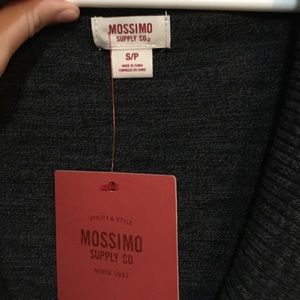 MOSSIMO
SUPPLY CO.
S/P
MADE IN CHINA
FABRIQUÉ EN CHINE
UTILITY & STYLE
MOSSIMO
SUPPLY CO
SINCE 1987